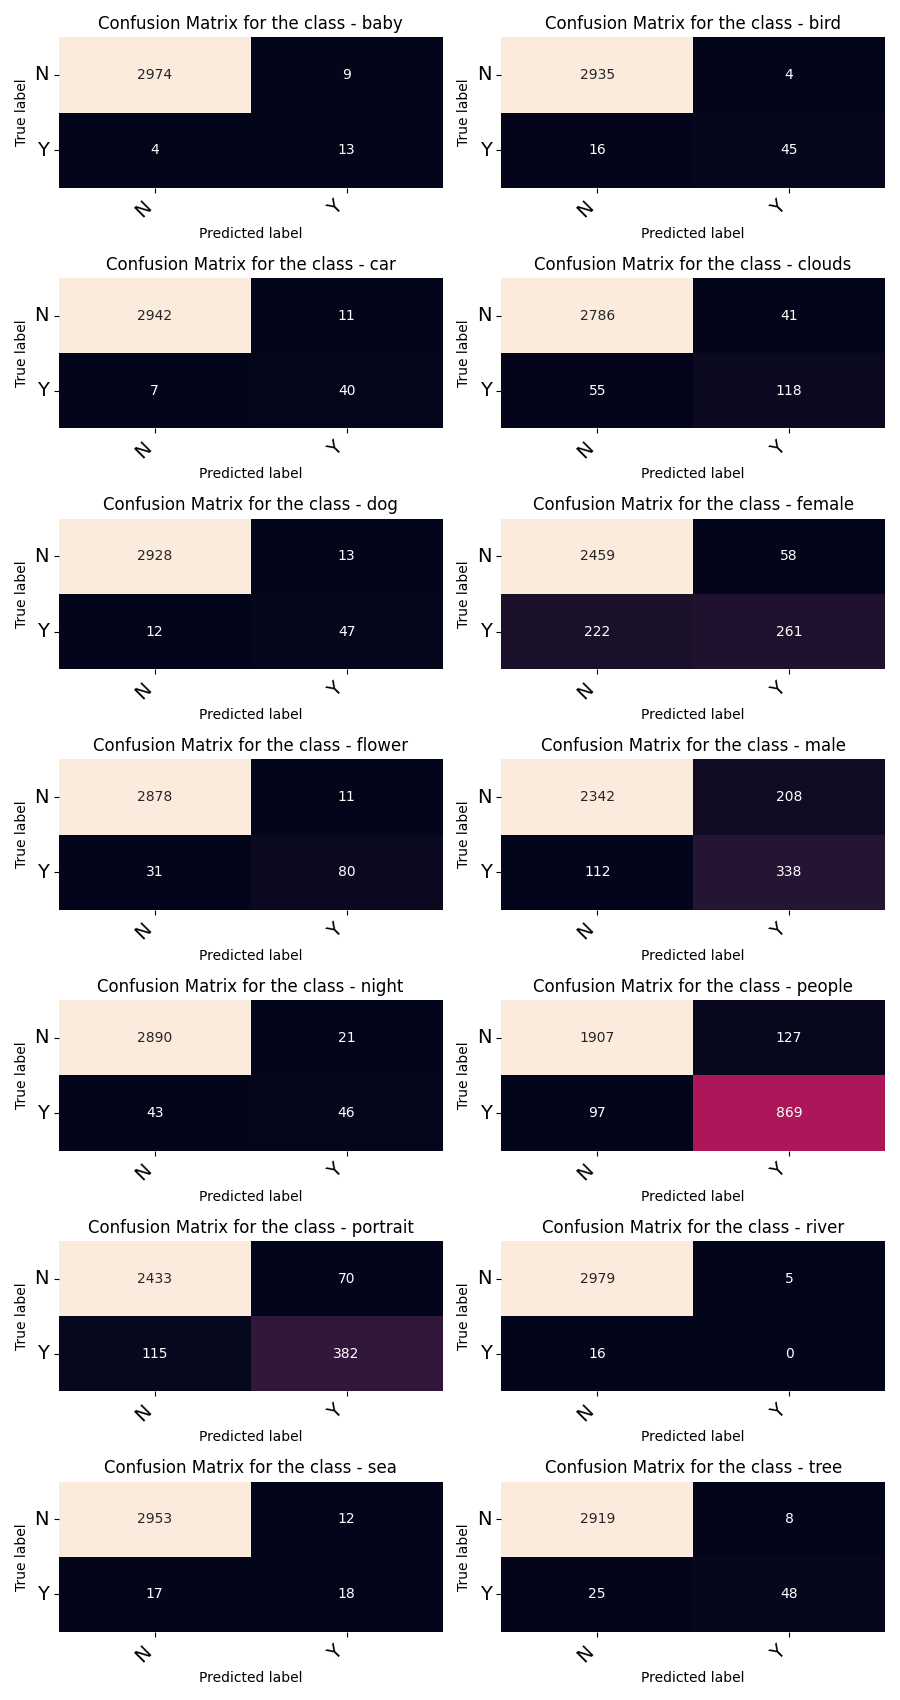 Confusion Matrix for the class - baby
True label
N 2974 9
Y 4 13
N Y
Predicted label
Confusion Matrix for the class - bird
True label
N 2935 4
Y 16 45
N Y
Predicted label
Confusion Matrix for the class - car
True label
N 2942 11
Y 7 40
N Y
Predicted label
Confusion Matrix for the class - clouds
True label
N 2786 41
Y 55 118
N Y
Predicted label
Confusion Matrix for the class - dog
True label
N 2928 13
Y 12 47
N Y
Predicted label
Confusion Matrix for the class - female
True label
N 2459 58
Y 222 261
N Y
Predicted label
Confusion Matrix for the class - flower
True label
N 2878 11
Y 31 80
N Y
Predicted label
Confusion Matrix for the class - male
True label
N 2342 208
Y 112 338
N Y
Predicted label
Confusion Matrix for the class - night
True label
N 2890 21
Y 43 46
N Y
Predicted label
Confusion Matrix for the class - people
True label
N 1907 127
Y 97 869
N Y
Predicted label
Confusion Matrix for the class - portrait
True label
N 2433 70
Y 115 382
N Y
Predicted label
Confusion Matrix for the class - river
True label
N 2979 5
Y 16 0
N Y
Predicted label
Confusion Matrix for the class - sea
True label
N 2953 12
Y 17 18
N Y
Predicted label
Confusion Matrix for the class - tree
True label
N 2919 8
Y 25 48
N Y
Predicted label